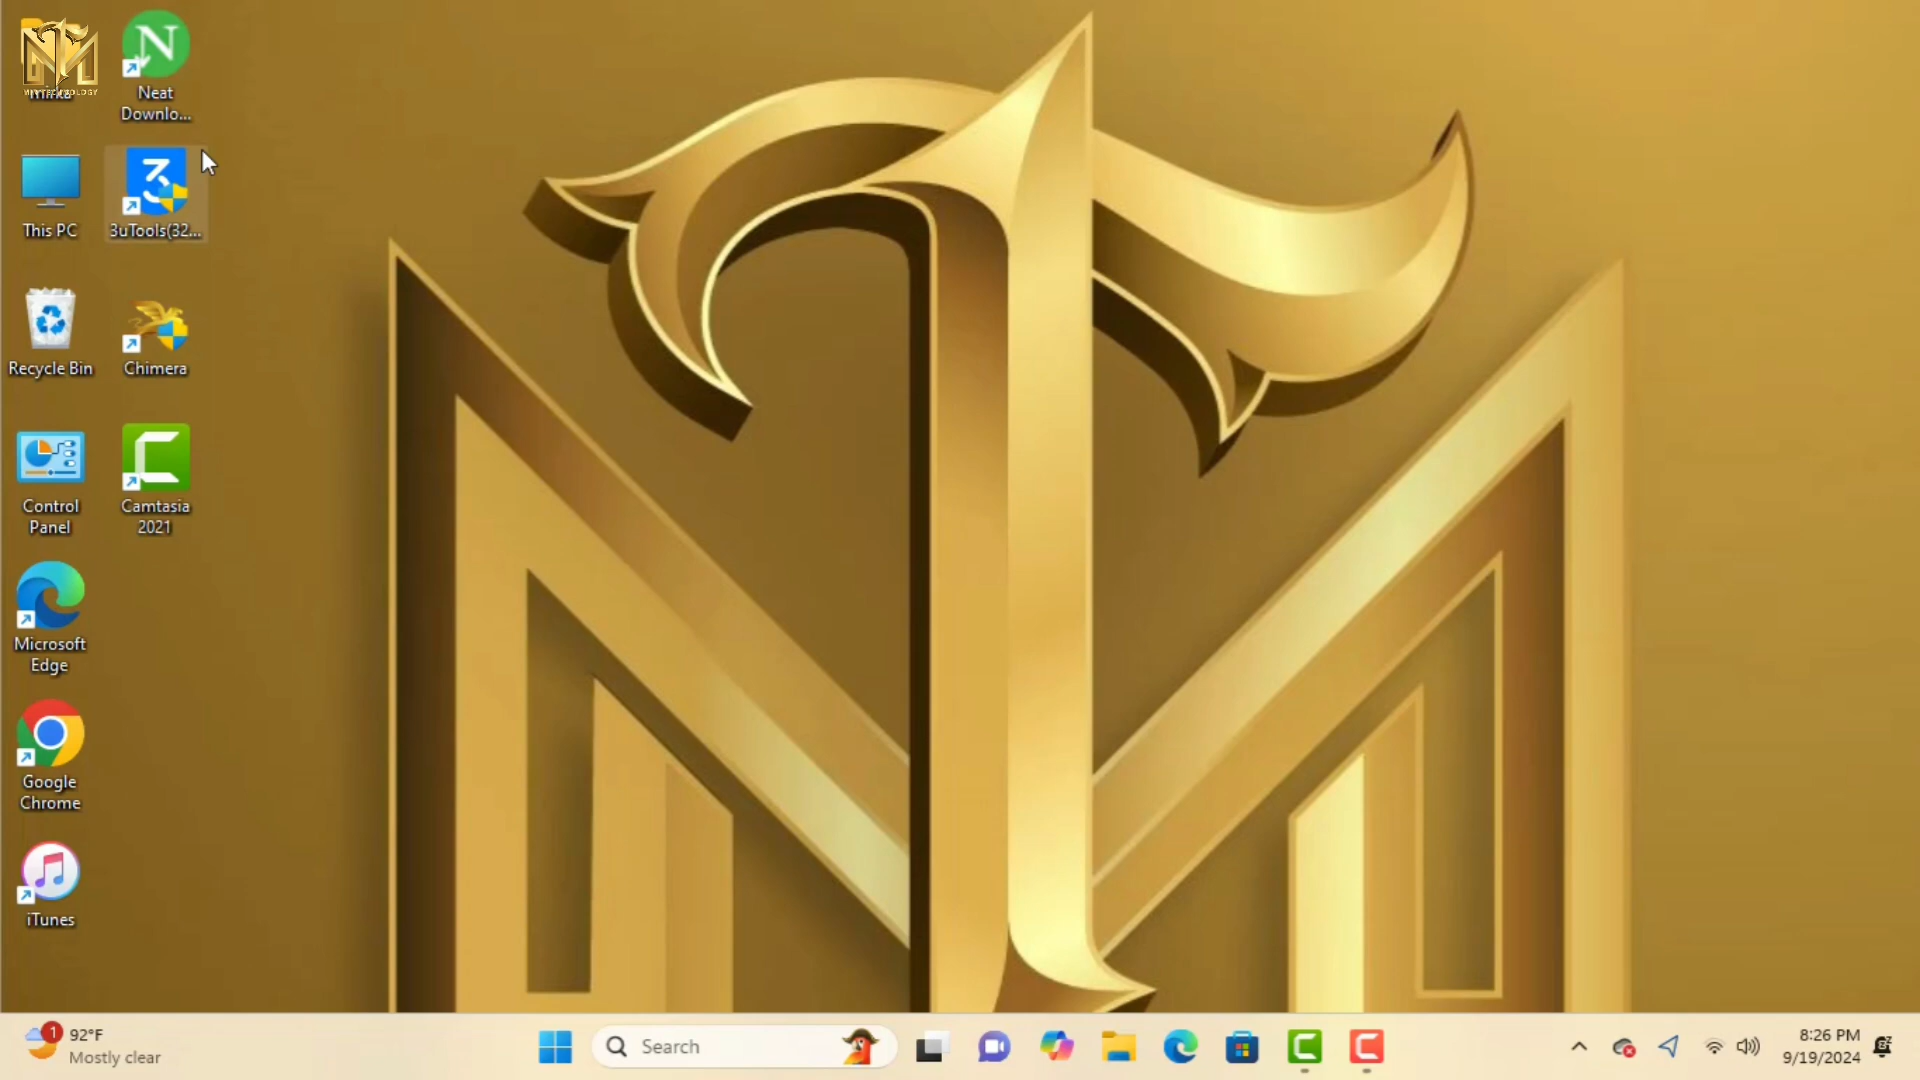 Neat
Downlo...
This PC
3uTools(32...
Recycle Bin
Chimera
Control
Panel
Camtasia
2021
Microsoft
Edge
Google
Chrome
iTunes
1
92°F
Mostly clear
Search
8:26 PM
9/19/2024